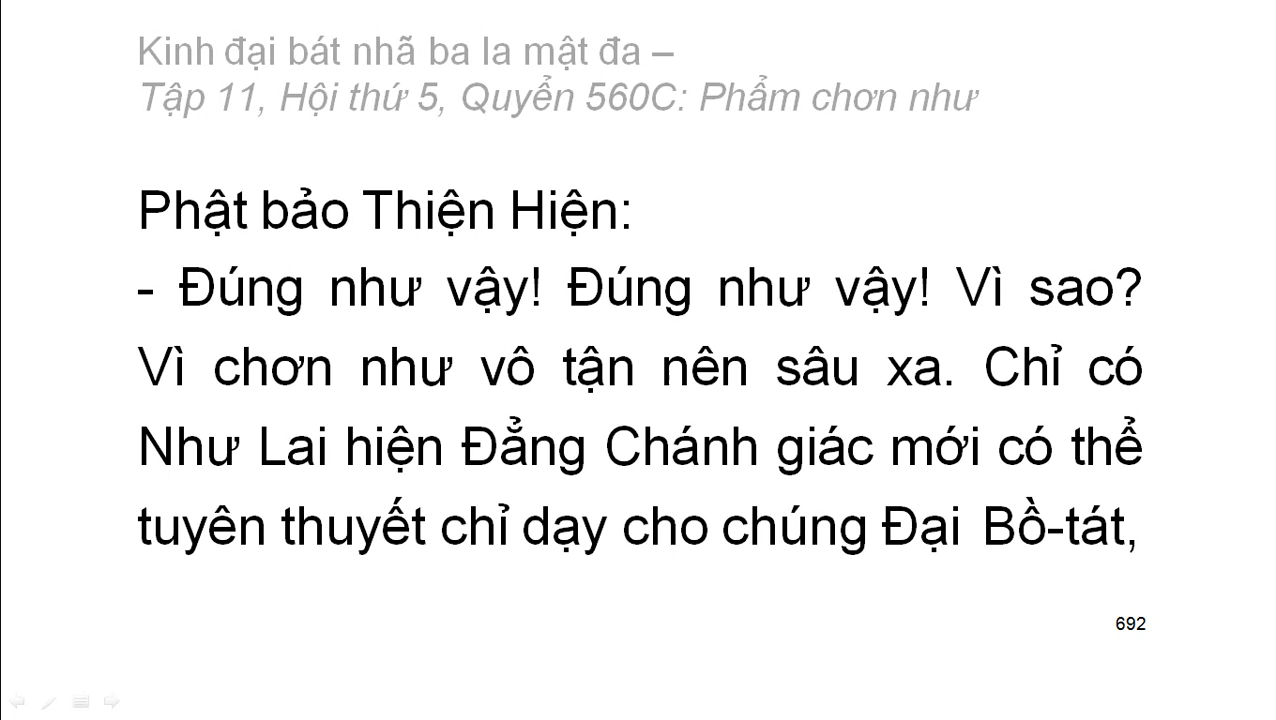 Kinh đại bát nhã ba la mật đa –
Tập 11, Hội thứ 5, Quyển 560C: Phẩm chơn như
Phật bảo Thiện Hiện:
- Đúng như vậy! Đúng như vậy! Vì sao?
Vì chơn như vô tận nên sâu xa. Chỉ có
Như Lai hiện Đẳng Chánh giác mới có thể
tuyên thuyết chỉ dạy cho chúng Đại Bồ-tát,
692